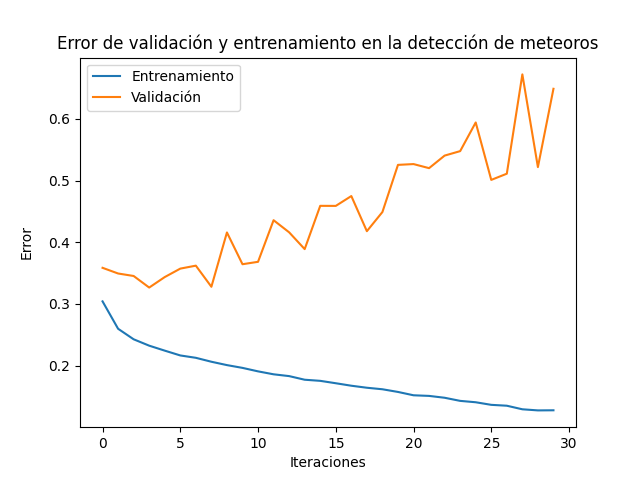 Error de validación y entrenamiento en la detección de meteoros
Entrenamiento
Validación
Error
0.6
0.5
0.4
0.3
0.2
0 5 10 15 20 25 30
Iteraciones